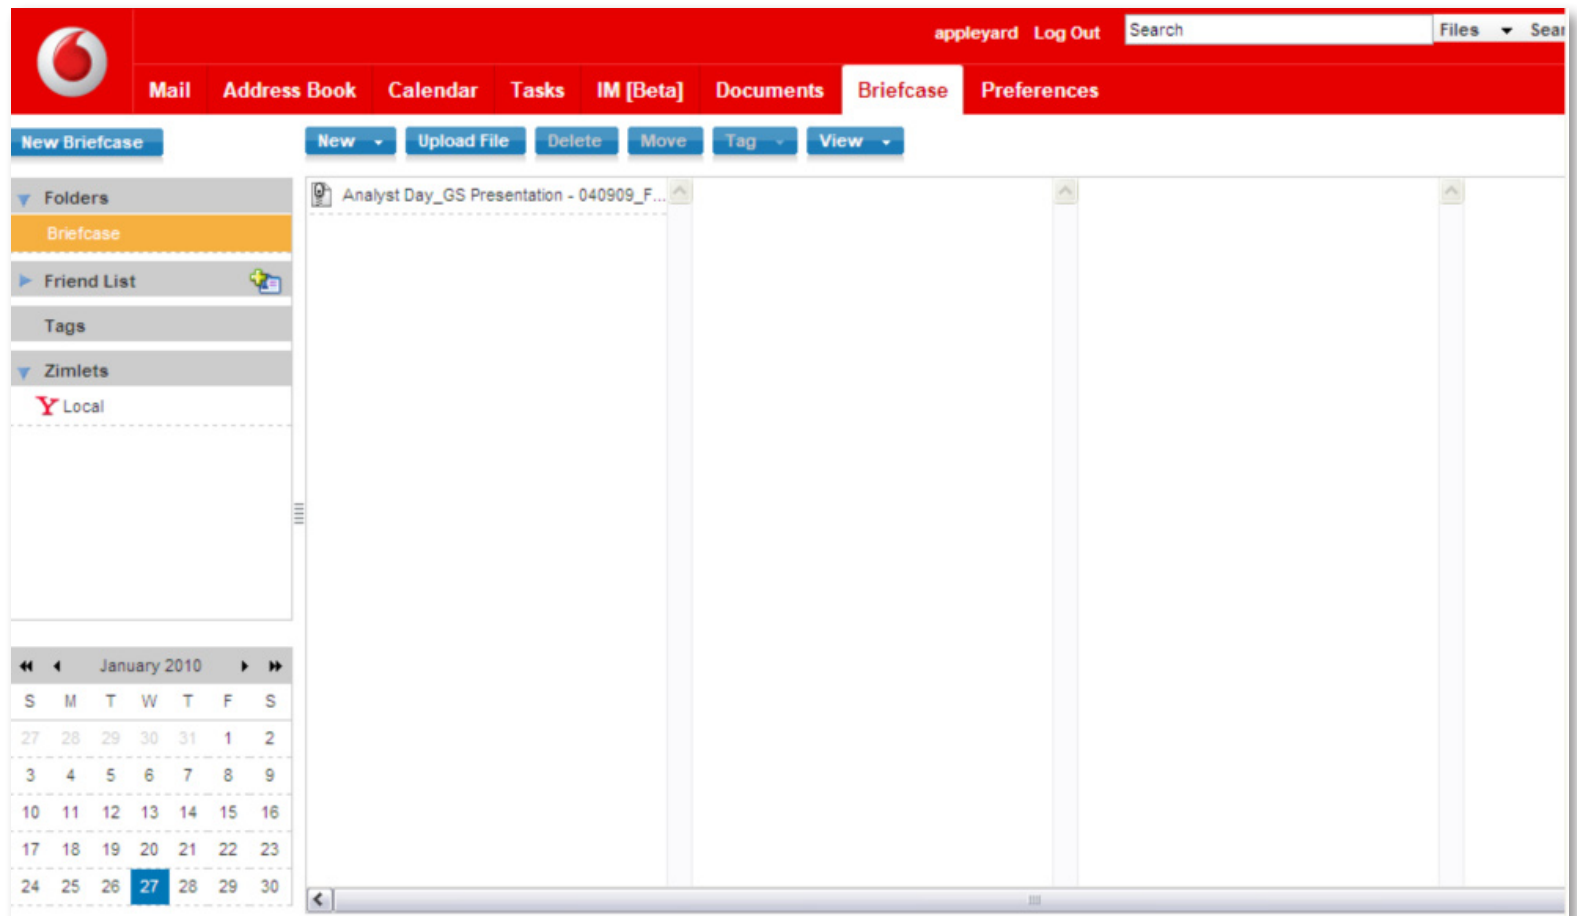 appleyard Log Out Search Files Sear
Mail Address Book Calendar Tasks IM [Beta] Documents Briefcase Preferences
New Briefcase New Upload File Delete Move Tag View
Folders
Briefcase
Friend List
Tags
Zimlets
Y Local
Analyst Day_GS Presentation - 040909_F...
January 2010
S M T W T F S
27 28 29 30 31 1 2
3 4 5 6 7 8 9
10 11 12 13 14 15 16
17 18 19 20 21 22 23
24 25 26 27 28 29 30